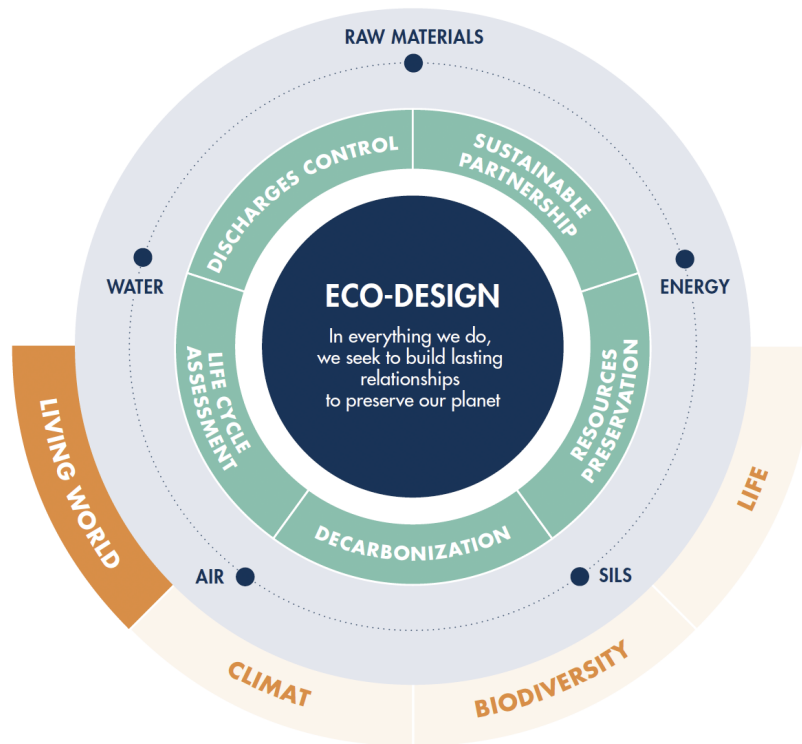 RAW MATERIALS
DISCHARGES CONTROL
SUSTAINABLE
PARTNERSHIP
WATER
ENERGY
ECO-DESIGN
In everything we do,
we seek to build lasting
relationships
to preserve our planet
LIFE CYCLE
ASSESSMENT
RESOURCES
PRESERVATION
LIVING WORLD
LIFE
DECARBONIZATION
AIR
SILS
CLIMAT
BIODIVERSITY